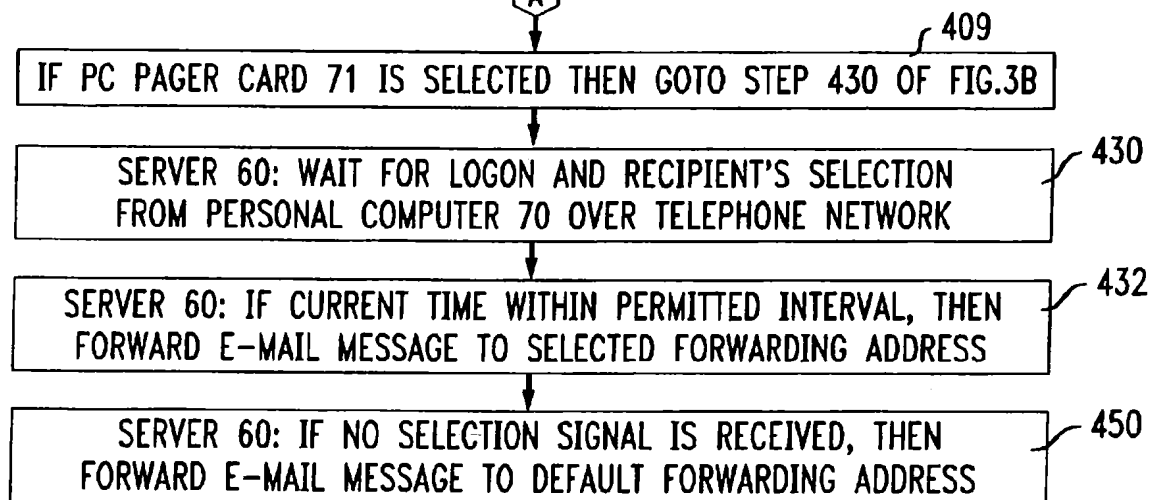 A
409
IF PC PAGER CARD 71 IS SELECTED THEN GOTO STEP 430 OF FIG.3B
430
SERVER 60: WAIT FOR LOGON AND RECIPIENT'S SELECTION
FROM PERSONAL COMPUTER 70 OVER TELEPHONE NETWORK
432
SERVER 60: IF CURRENT TIME WITHIN PERMITTED INTERVAL, THEN
FORWARD E-MAIL MESSAGE TO SELECTED FORWARDING ADDRESS
450
SERVER 60: IF NO SELECTION SIGNAL IS RECEIVED, THEN
FORWARD E-MAIL MESSAGE TO DEFAULT FORWARDING ADDRESS